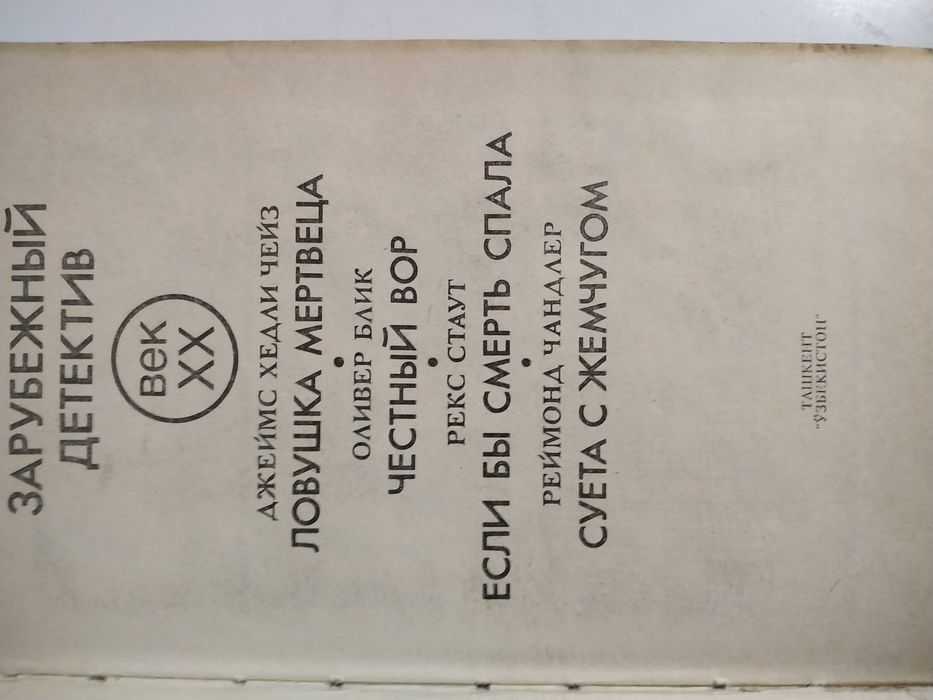 ЗАРУБЕЖНЫЙ
ДЕТЕКТИВ
век
XX
ДЖЕЙМС ХЕДЛИ ЧЕЙЗ
ЛОВУШКА МЕРТВЕЦА
•
ОЛИВЕР БЛИК
ЧЕСТНЫЙ ВОР
•
РЕКС СТАУТ
ЕСЛИ БЫ СМЕРТЬ СПАЛА
•
РЕЙМОНД ЧАНДЛЕР
СУЕТА С ЖЕМЧУГОМ
ТАШКЕНТ
"ЎЗБЕКИСТОН"